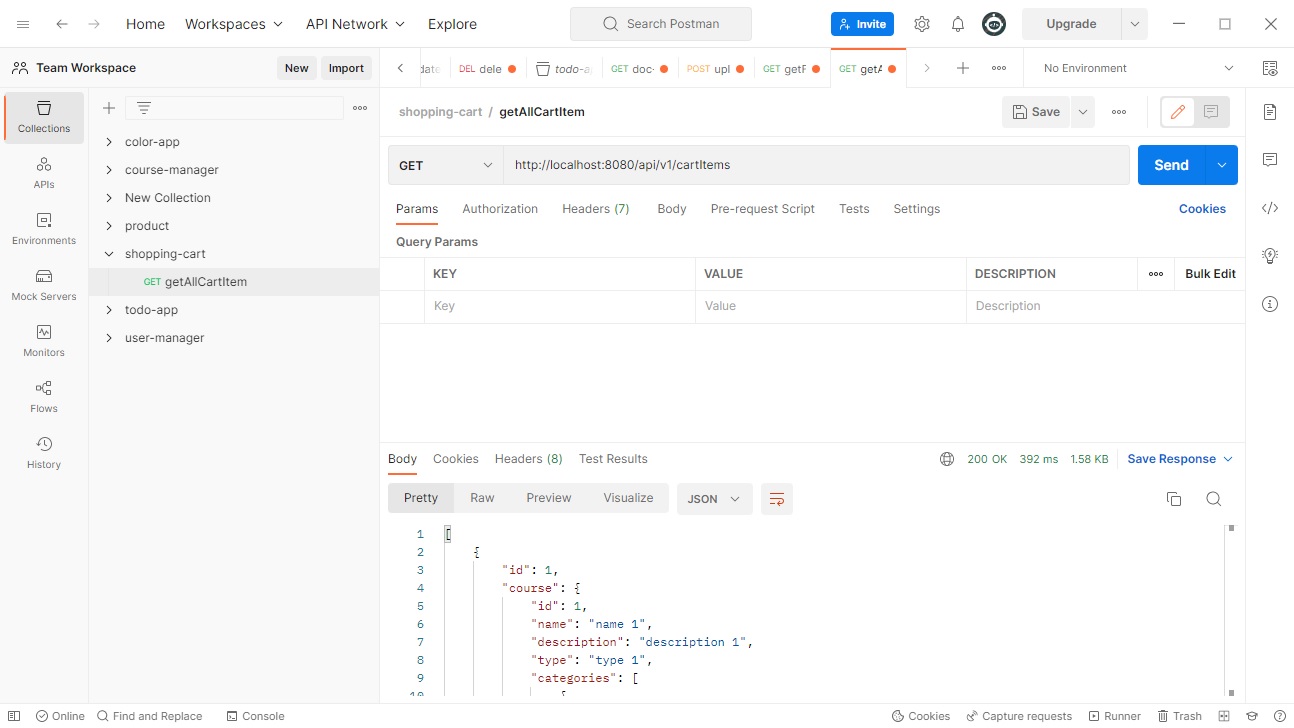 Home Workspaces API Network Explore Search Postman Invite Upgrade
Team Workspace New Import date DEL dele todo-a GET doc- POST upl GET getF GET getA No Environment
Collections
APIs
Environments
Mock Servers
Monitors
Flows
History
color-app
course-manager
New Collection
product
shopping-cart
GET getAllCartItem
todo-app
user-manager
shopping-cart / getAllCartItem Save
GET http://localhost:8080/api/v1/cartItems Send
Params Authorization Headers (7) Body Pre-request Script Tests Settings Cookies
Query Params
KEY VALUE DESCRIPTION Bulk Edit
Key Value Description
Body Cookies Headers (8) Test Results 200 OK 392 ms 1.58 KB Save Response
Pretty Raw Preview Visualize JSON
1 [
2 {
3 "id": 1,
4 "course": {
5 "id": 1,
6 "name": "name 1",
7 "description": "description 1",
8 "type": "type 1",
9 "categories": [
10 {
Online Find and Replace Console Cookies Capture requests Runner Trash